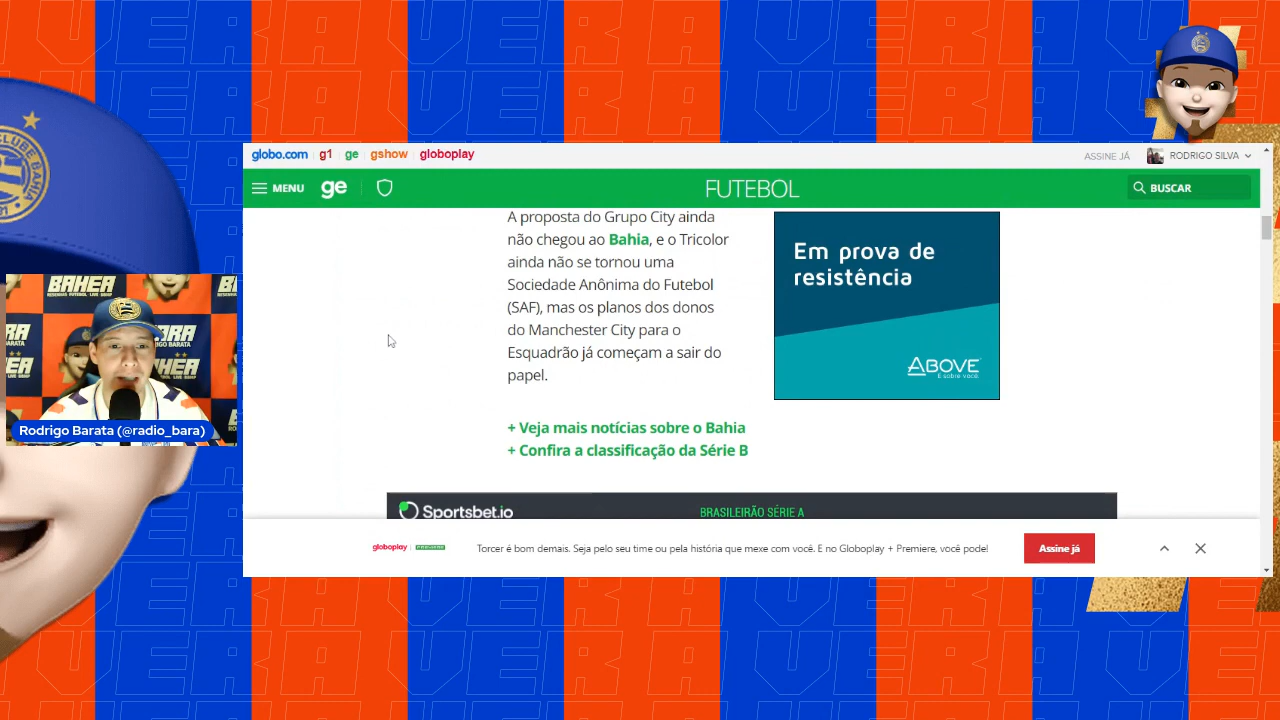 globo.com g1 ge gshow globoplay
ASSINE JÁ
RODRIGO SILVA
MENU ge
FUTEBOL
BUSCAR
A proposta do Grupo City ainda
não chegou ao Bahia, e o Tricolor
ainda não se tornou uma
Sociedade Anônima do Futebol
(SAF), mas os planos dos donos
do Manchester City para o
Esquadrão já começam a sair do
papel.
Em prova de
resistência
ABOVE
É sobre você.
+ Veja mais notícias sobre o Bahia
+ Confira a classificação da Série B
Sportsbet.io
BRASILEIRÃO SÉRIE A
globoplay
Torcer é bom demais. Seja pelo seu time ou pela história que mexe com você. E no Globoplay + Premiere, você pode!
Assine já
BAHEA
Rodrigo Barata (@radio_bara)